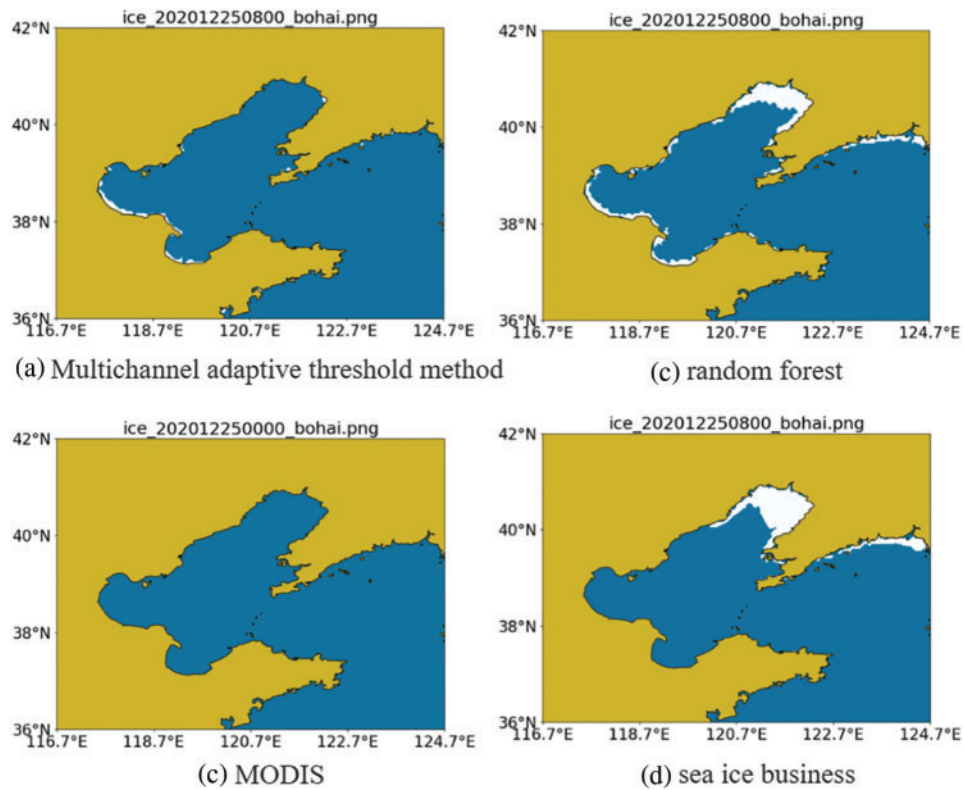 ice_202012250800_bohai.png
42°N
40°N
38°N
36°N
116.7°E 118.7°E 120.7°E 122.7°E 124.7°E
(a) Multichannel adaptive threshold method
ice_202012250800_bohai.png
42°N
40°N
38°N
36°N
116.7°E 118.7°E 120.7°E 122.7°E 124.7°E
(c) random forest
ice_202012250000_bohai.png
42°N
40°N
38°N
36°N
116.7°E 118.7°E 120.7°E 122.7°E 124.7°E
(c) MODIS
ice_202012250800_bohai.png
42°N
40°N
38°N
36°N
116.7°E 118.7°E 120.7°E 122.7°E 124.7°E
(d) sea ice business